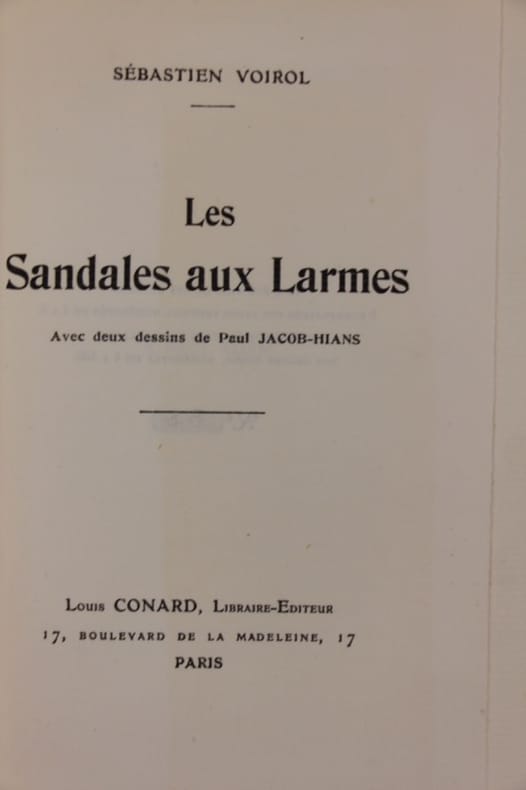 SÉBASTIEN VOIROL
Les
Sandales aux Larmes
Avec deux dessins de Paul JACOB-HIANS
Louis CONARD, Libraire-Editeur
17, BOULEVARD DE LA MADELEINE, 17
PARIS